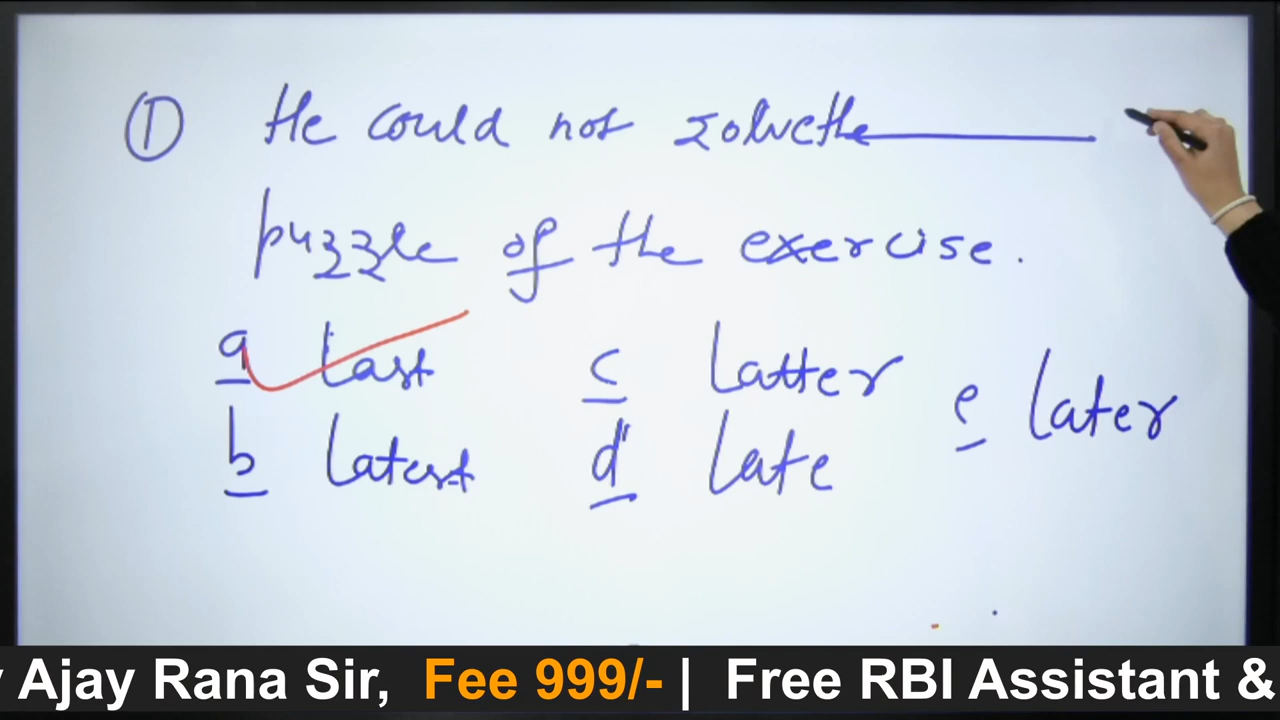 ① He could not solve the ________
puzzle of the exercise.
a last c latter e later
b latest d late
y Ajay Rana Sir, Fee 999/- | Free RBI Assistant &